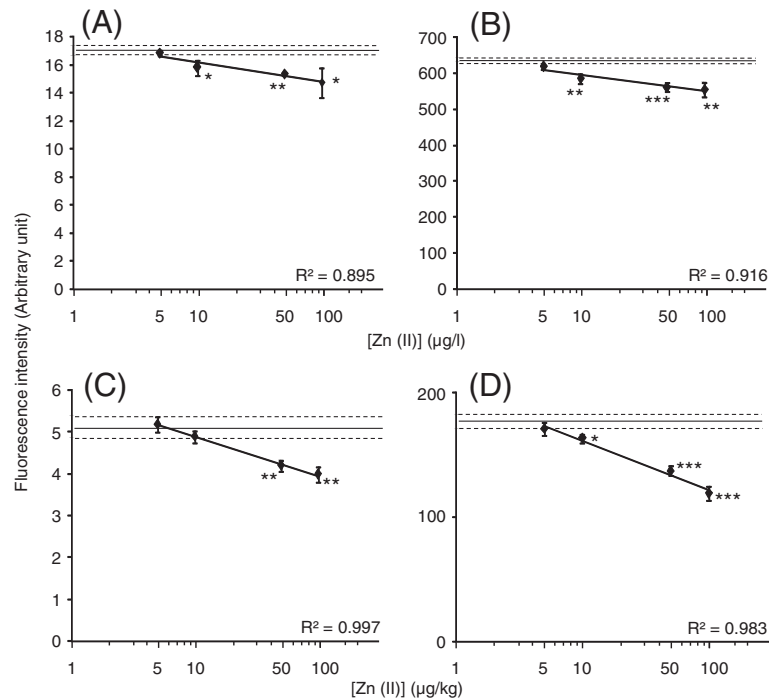 (A)
18
16
14
12
10
8
6
4
2
0
*
**
*
R² = 0.895
1 5 10 50 100
(B)
700
600
500
400
300
200
100
0
**
***
**
R² = 0.916
1 5 10 50 100
[Zn (II)] (µg/l)
Fluorescence intensity (Arbitrary unit)
(C)
6
5
4
3
2
1
0
**
**
R² = 0.997
1 5 10 50 100
(D)
200
100
0
*
***
***
R² = 0.983
1 5 10 50 100
[Zn (II)] (µg/kg)